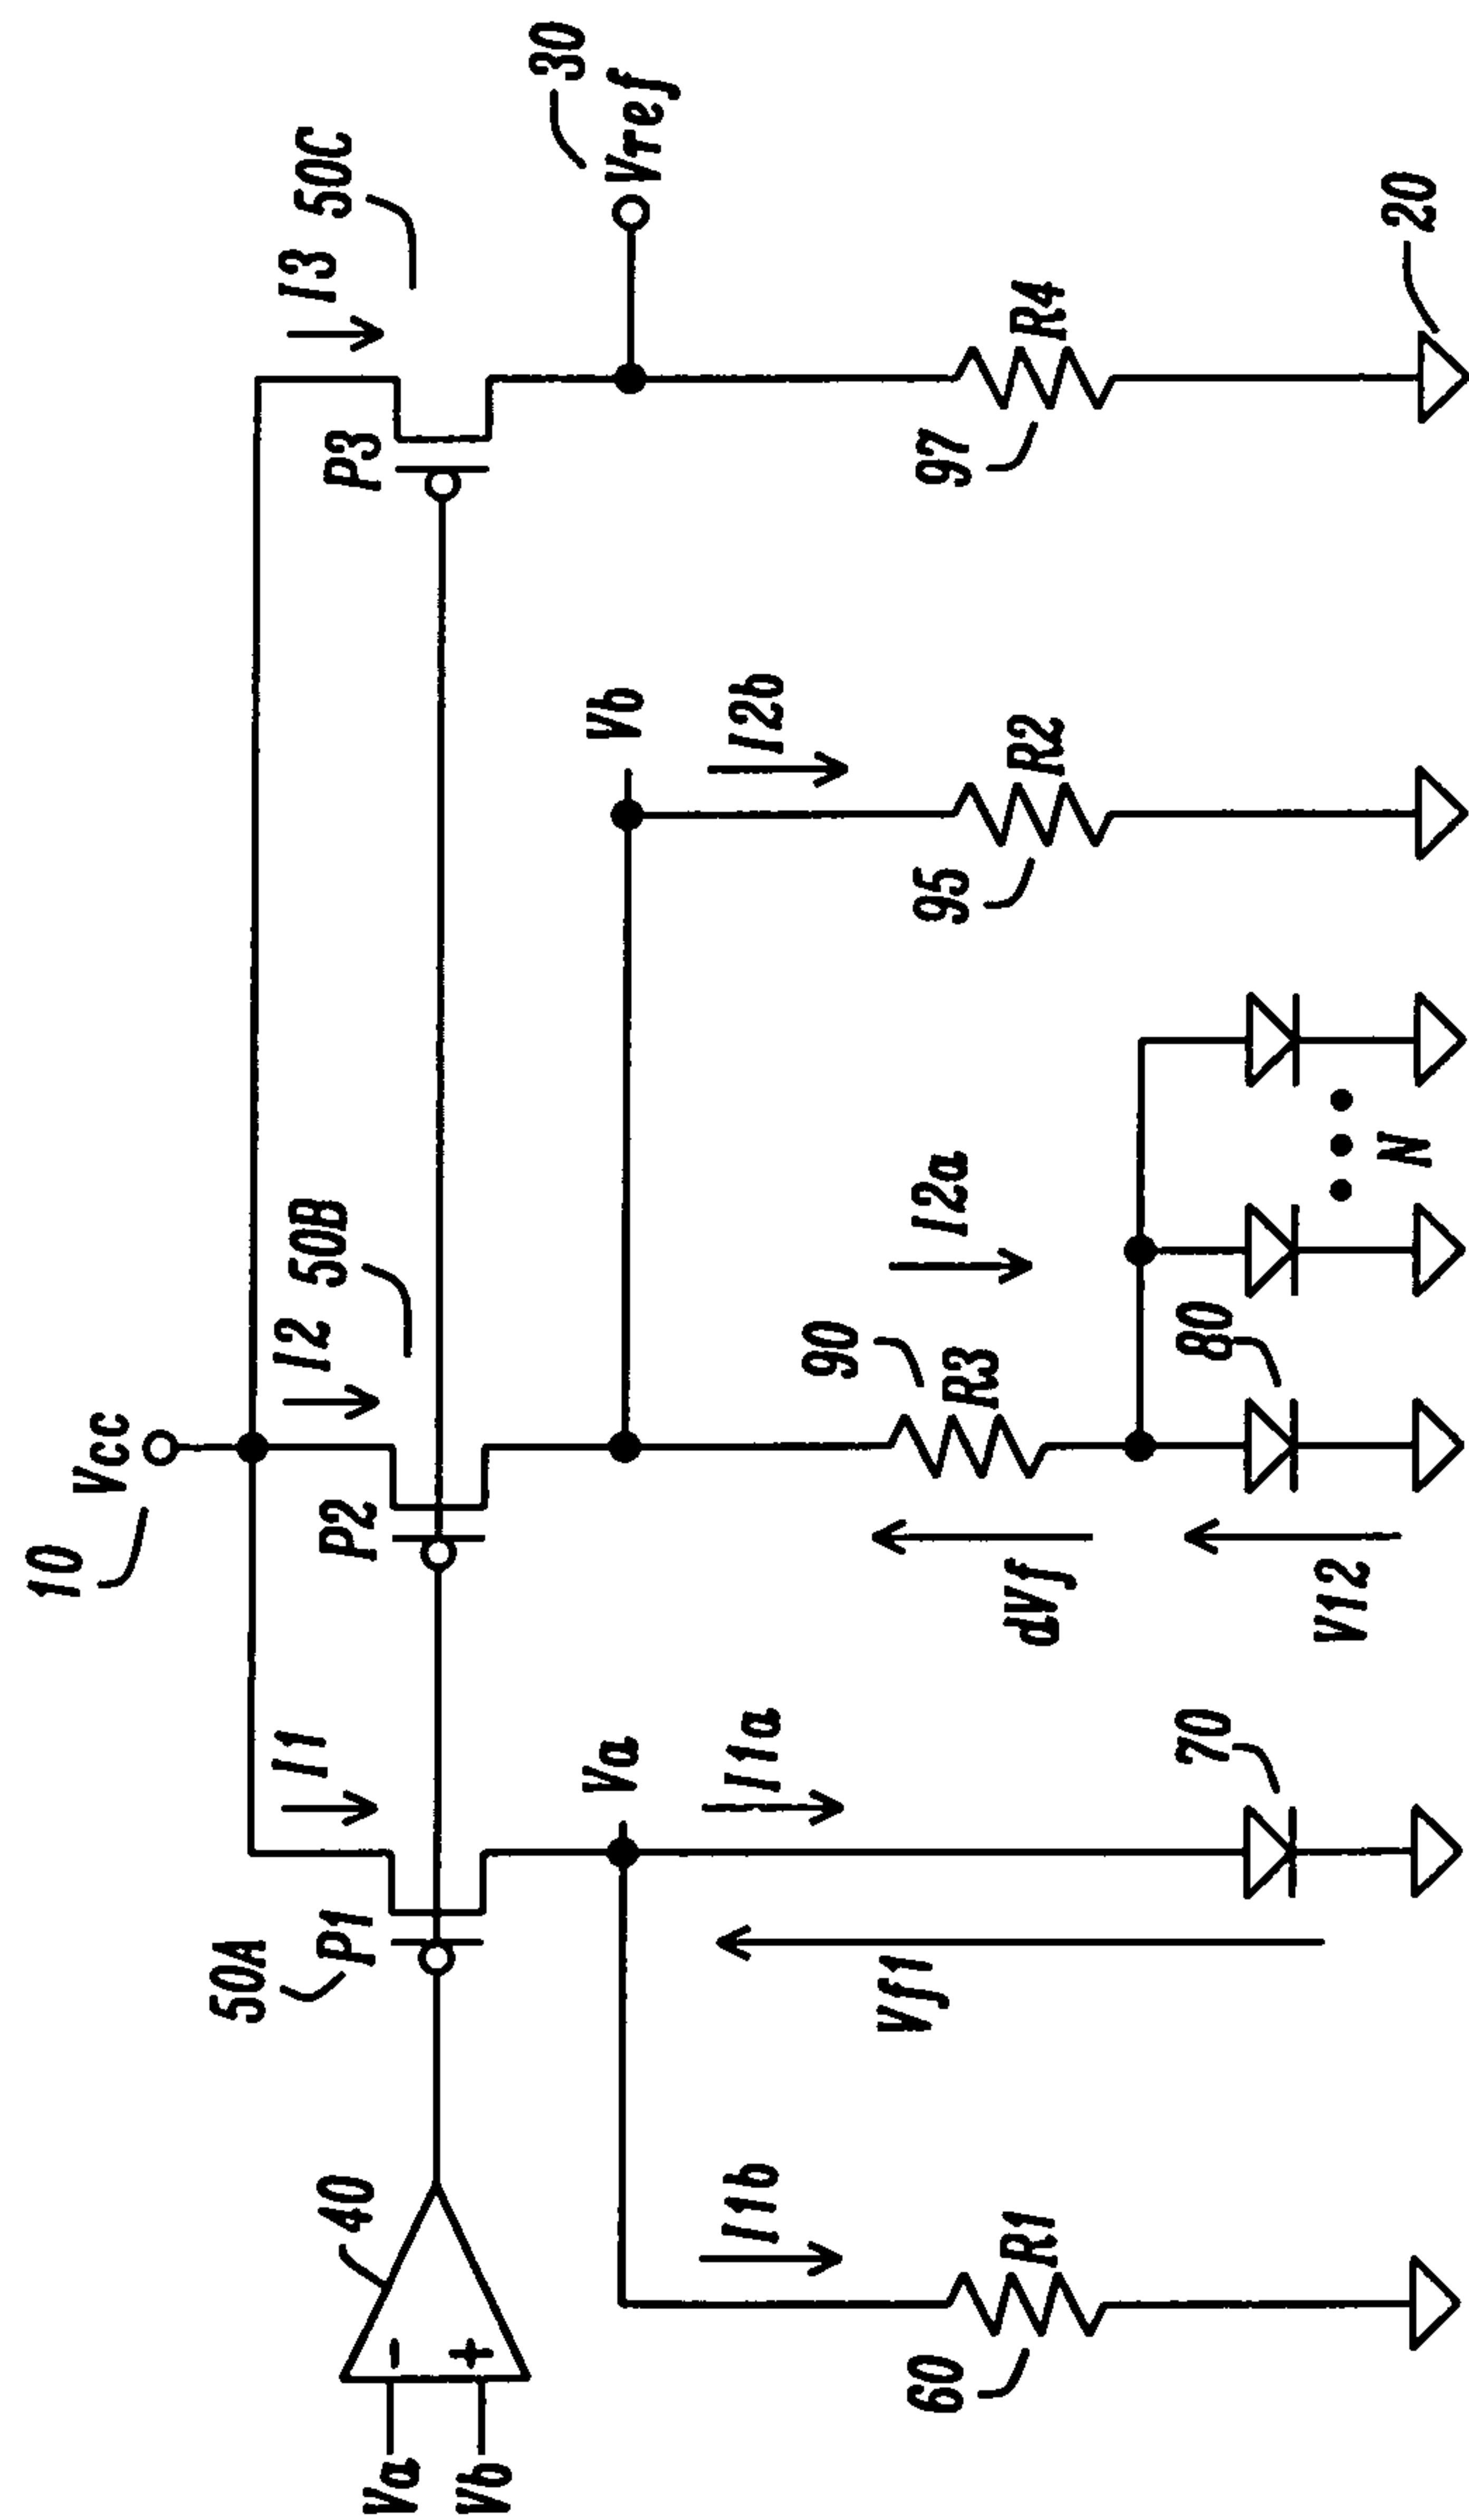 10
Vcc
50A
I1
I2 50B
I3 50C
Va
-
40
P1
P2
P3
Vb
+
30
Va
Vb
Vref
I1b
I1a
I2b
90
Vf1
60
I2a
95
97
R3
R1
dVf
R2
R4
70
80
V12
N
20